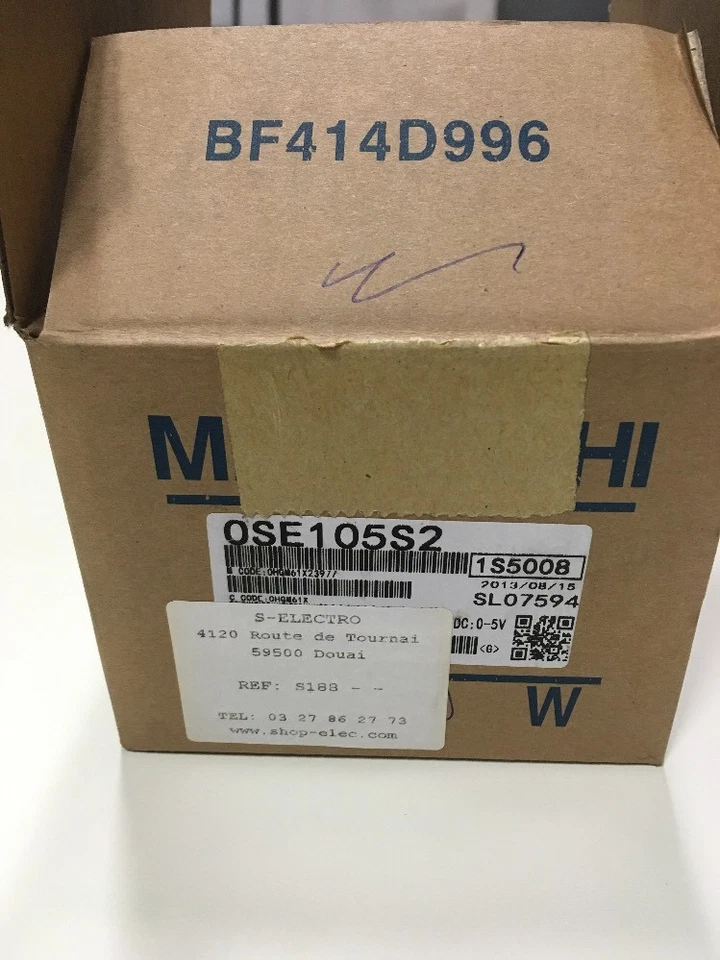 BF414D996
M HI
OSE105S2
1S5008
2013/08/15
SL07594
DC:0-5V
<G>
S-ELECTRO
4120 Route de Tournai
59500 Douai
REF: S188 - -
TEL: 03 27 86 27 73
www.shop-elec.com
W